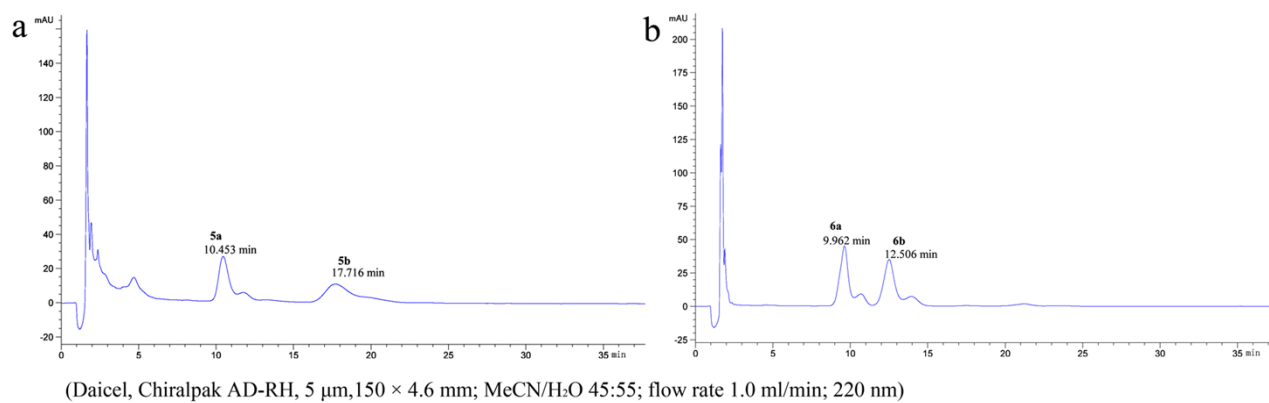 a
mAU
140
120
100
80
60
40
20
0
-20
5a
10.453 min
5b
17.716 min
0 5 10 15 20 25 30 35 min
b
mAU
200
175
150
125
100
75
50
25
0
-25
6a
9.962 min
6b
12.506 min
0 5 10 15 20 25 30 35 min
(Daicel, Chiralpak AD-RH, 5 μm,150 × 4.6 mm; MeCN/H₂O 45:55; flow rate 1.0 ml/min; 220 nm)